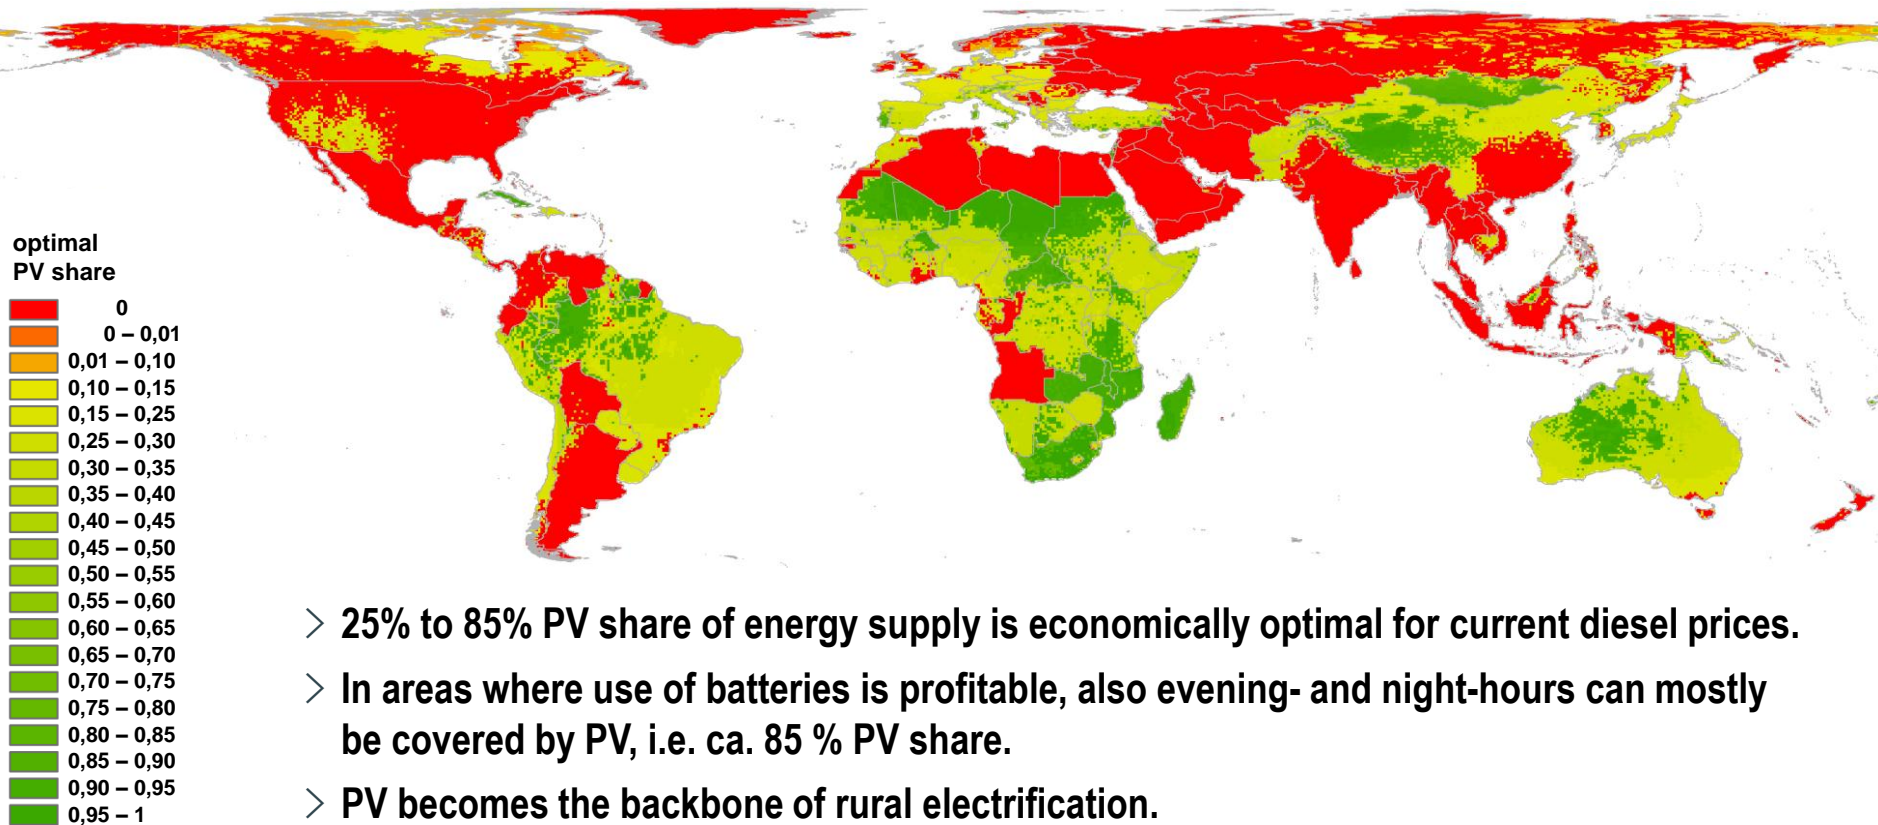 optimal
PV share
0
0 – 0,01
0,01 – 0,10
0,10 – 0,15
0,15 – 0,25
0,25 – 0,30
0,30 – 0,35
0,35 – 0,40
0,40 – 0,45
0,45 – 0,50
0,50 – 0,55
0,55 – 0,60
0,60 – 0,65
0,65 – 0,70
0,70 – 0,75
0,75 – 0,80
0,80 – 0,85
0,85 – 0,90
0,90 – 0,95
0,95 – 1
> 25% to 85% PV share of energy supply is economically optimal for current diesel prices.
> In areas where use of batteries is profitable, also evening- and night-hours can mostly
be covered by PV, i.e. ca. 85 % PV share.
> PV becomes the backbone of rural electrification.